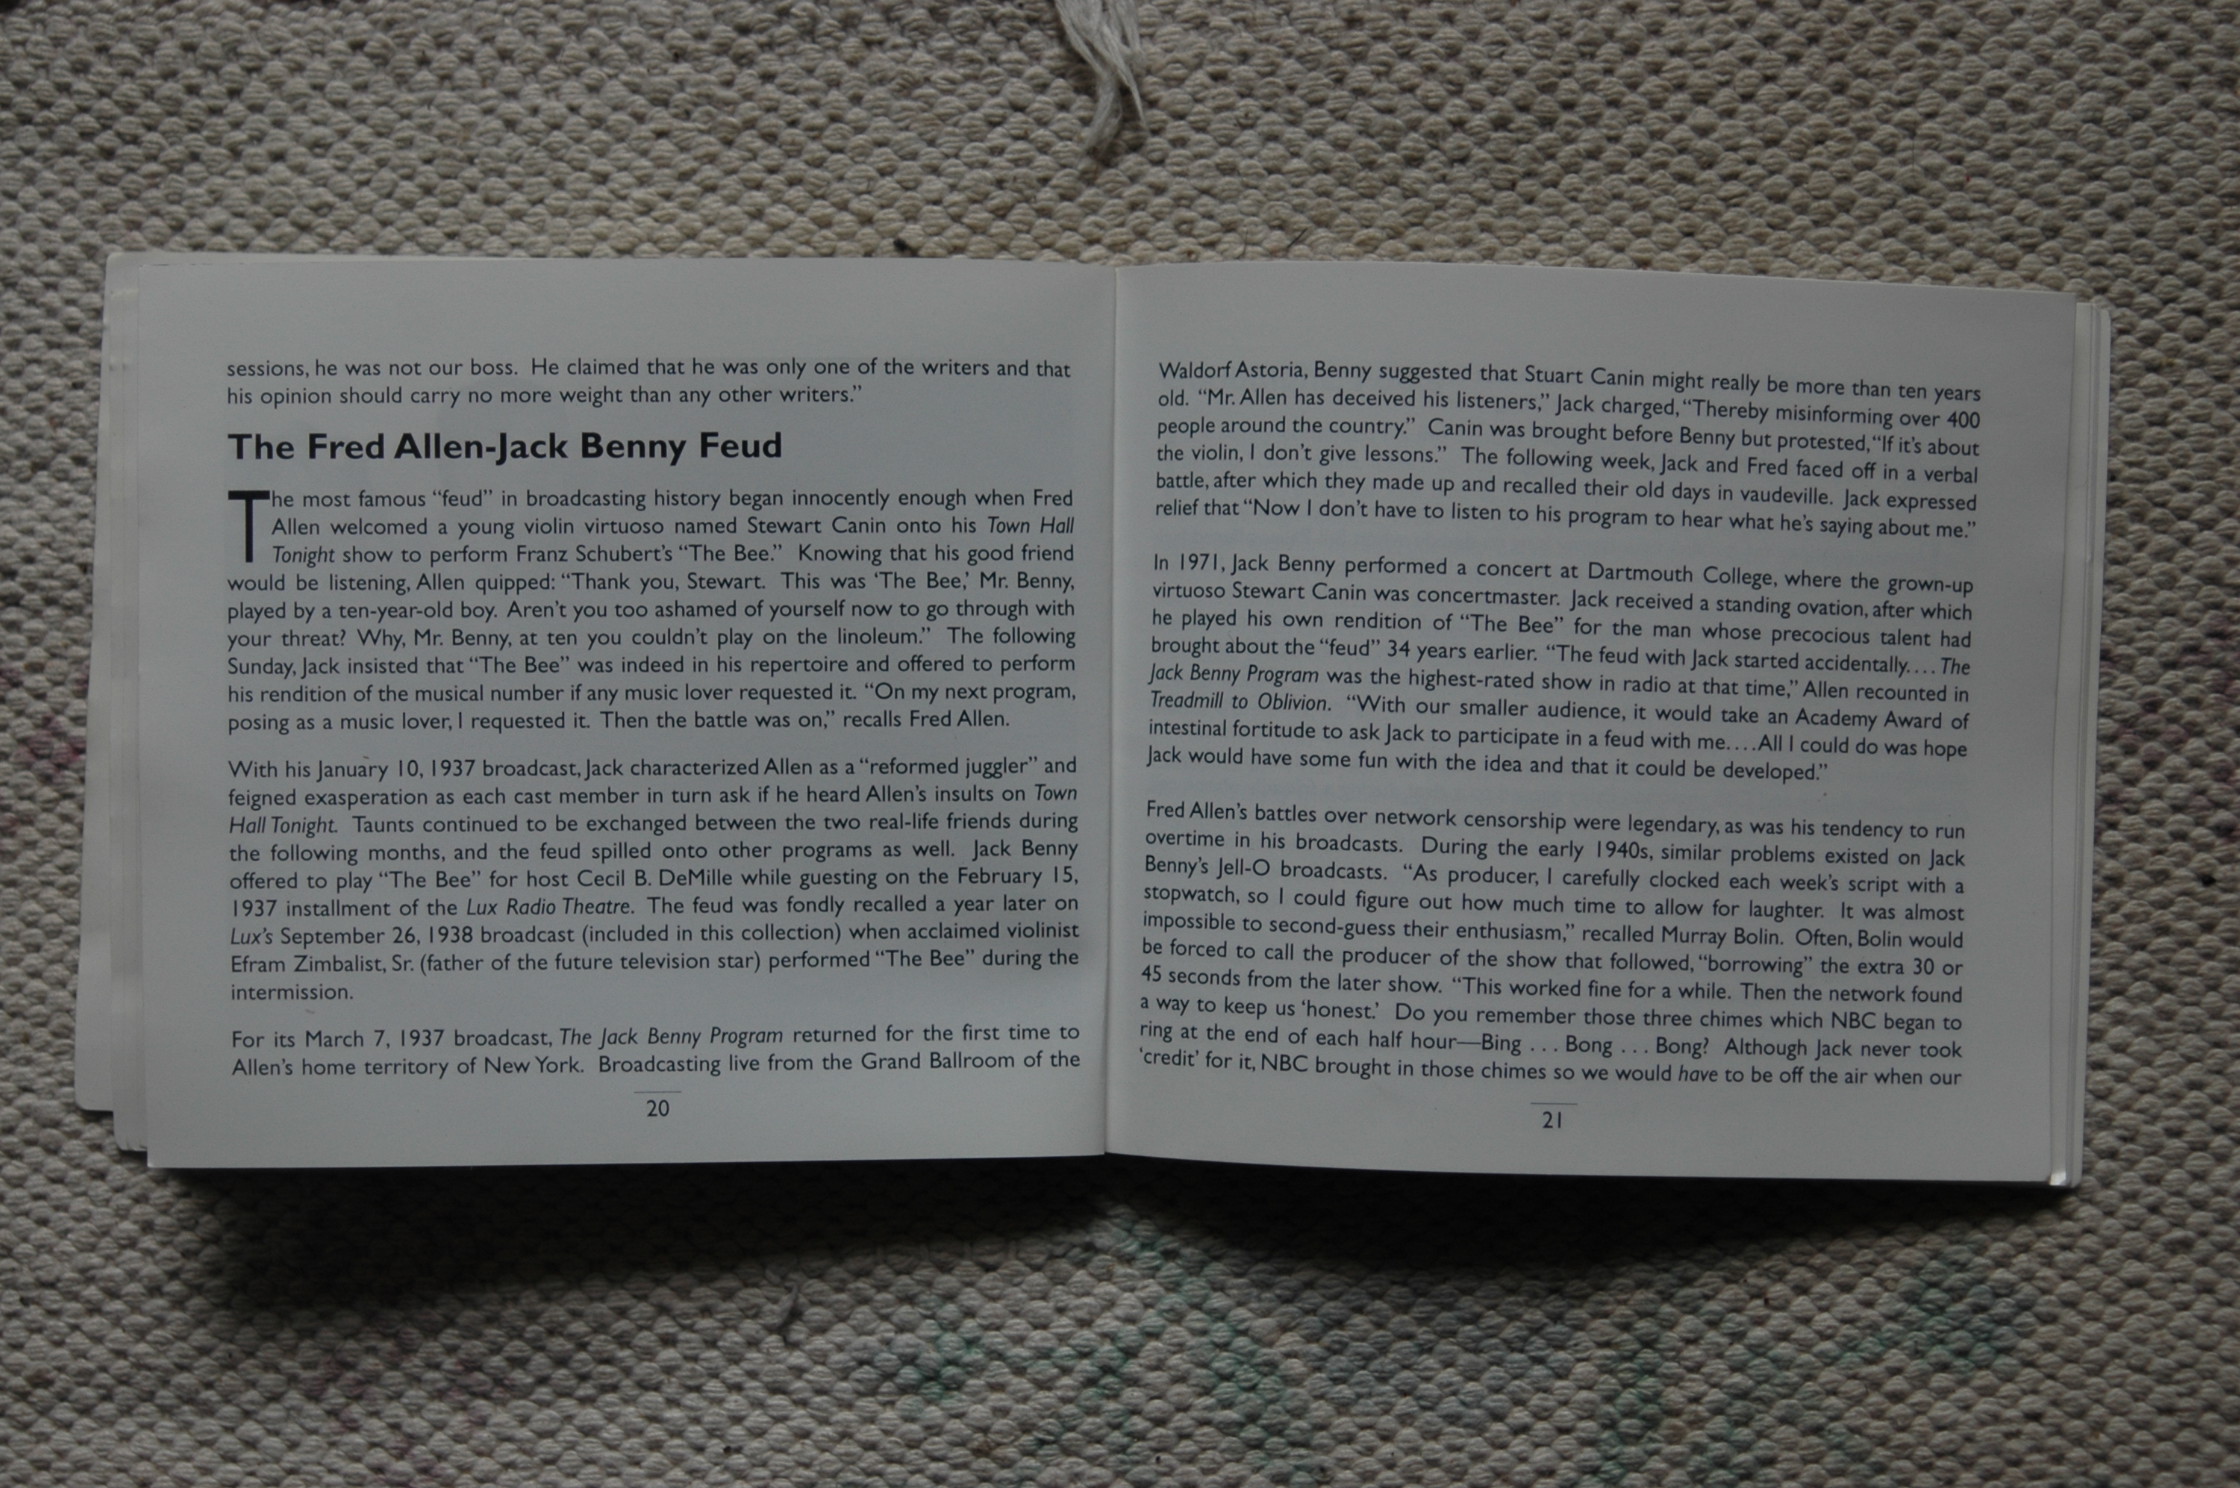 sessions, he was not our boss. He claimed that he was only one of the writers and that
his opinion should carry no more weight than any other writers.”
The Fred Allen-Jack Benny Feud
The most famous “feud” in broadcasting history began innocently enough when Fred
Allen welcomed a young violin virtuoso named Stewart Canin onto his Town Hall
Tonight show to perform Franz Schubert’s “The Bee.” Knowing that his good friend
would be listening, Allen quipped: “Thank you, Stewart. This was ‘The Bee,’ Mr. Benny,
played by a ten-year-old boy. Aren’t you too ashamed of yourself now to go through with
your threat? Why, Mr. Benny, at ten you couldn’t play on the linoleum.” The following
Sunday, Jack insisted that “The Bee” was indeed in his repertoire and offered to perform
his rendition of the musical number if any music lover requested it. “On my next program,
posing as a music lover, I requested it. Then the battle was on,” recalls Fred Allen.
With his January 10, 1937 broadcast, Jack characterized Allen as a “reformed juggler” and
feigned exasperation as each cast member in turn ask if he heard Allen’s insults on Town
Hall Tonight. Taunts continued to be exchanged between the two real-life friends during
the following months, and the feud spilled onto other programs as well. Jack Benny
offered to play “The Bee” for host Cecil B. DeMille while guesting on the February 15,
1937 installment of the Lux Radio Theatre. The feud was fondly recalled a year later on
Lux’s September 26, 1938 broadcast (included in this collection) when acclaimed violinist
Efram Zimbalist, Sr. (father of the future television star) performed “The Bee” during the
intermission.
For its March 7, 1937 broadcast, The Jack Benny Program returned for the first time to
Allen’s home territory of New York. Broadcasting live from the Grand Ballroom of the
20
Waldorf Astoria, Benny suggested that Stuart Canin might really be more than ten years
old. “Mr. Allen has deceived his listeners,” Jack charged, “Thereby misinforming over 400
people around the country.” Canin was brought before Benny but protested, “If it’s about
the violin, I don’t give lessons.” The following week, Jack and Fred faced off in a verbal
battle, after which they made up and recalled their old days in vaudeville. Jack expressed
relief that “Now I don’t have to listen to his program to hear what he’s saying about me.”
In 1971, Jack Benny performed a concert at Dartmouth College, where the grown-up
virtuoso Stewart Canin was concertmaster. Jack received a standing ovation, after which
he played his own rendition of “The Bee” for the man whose precocious talent had
brought about the “feud” 34 years earlier. “The feud with Jack started accidentally.... The
Jack Benny Program was the highest-rated show in radio at that time,” Allen recounted in
Treadmill to Oblivion. “With our smaller audience, it would take an Academy Award of
intestinal fortitude to ask Jack to participate in a feud with me....All I could do was hope
Jack would have some fun with the idea and that it could be developed.”
Fred Allen’s battles over network censorship were legendary, as was his tendency to run
overtime in his broadcasts. During the early 1940s, similar problems existed on Jack
Benny’s Jell-O broadcasts. “As producer, I carefully clocked each week’s script with a
stopwatch, so I could figure out how much time to allow for laughter. It was almost
impossible to second-guess their enthusiasm,” recalled Murray Bolin. Often, Bolin would
be forced to call the producer of the show that followed, “borrowing” the extra 30 or
45 seconds from the later show. “This worked fine for a while. Then the network found
a way to keep us ‘honest.’ Do you remember those three chimes which NBC began to
ring at the end of each half hour—Bing ... Bong ... Bong? Although Jack never took
‘credit’ for it, NBC brought in those chimes so we would have to be off the air when our
21